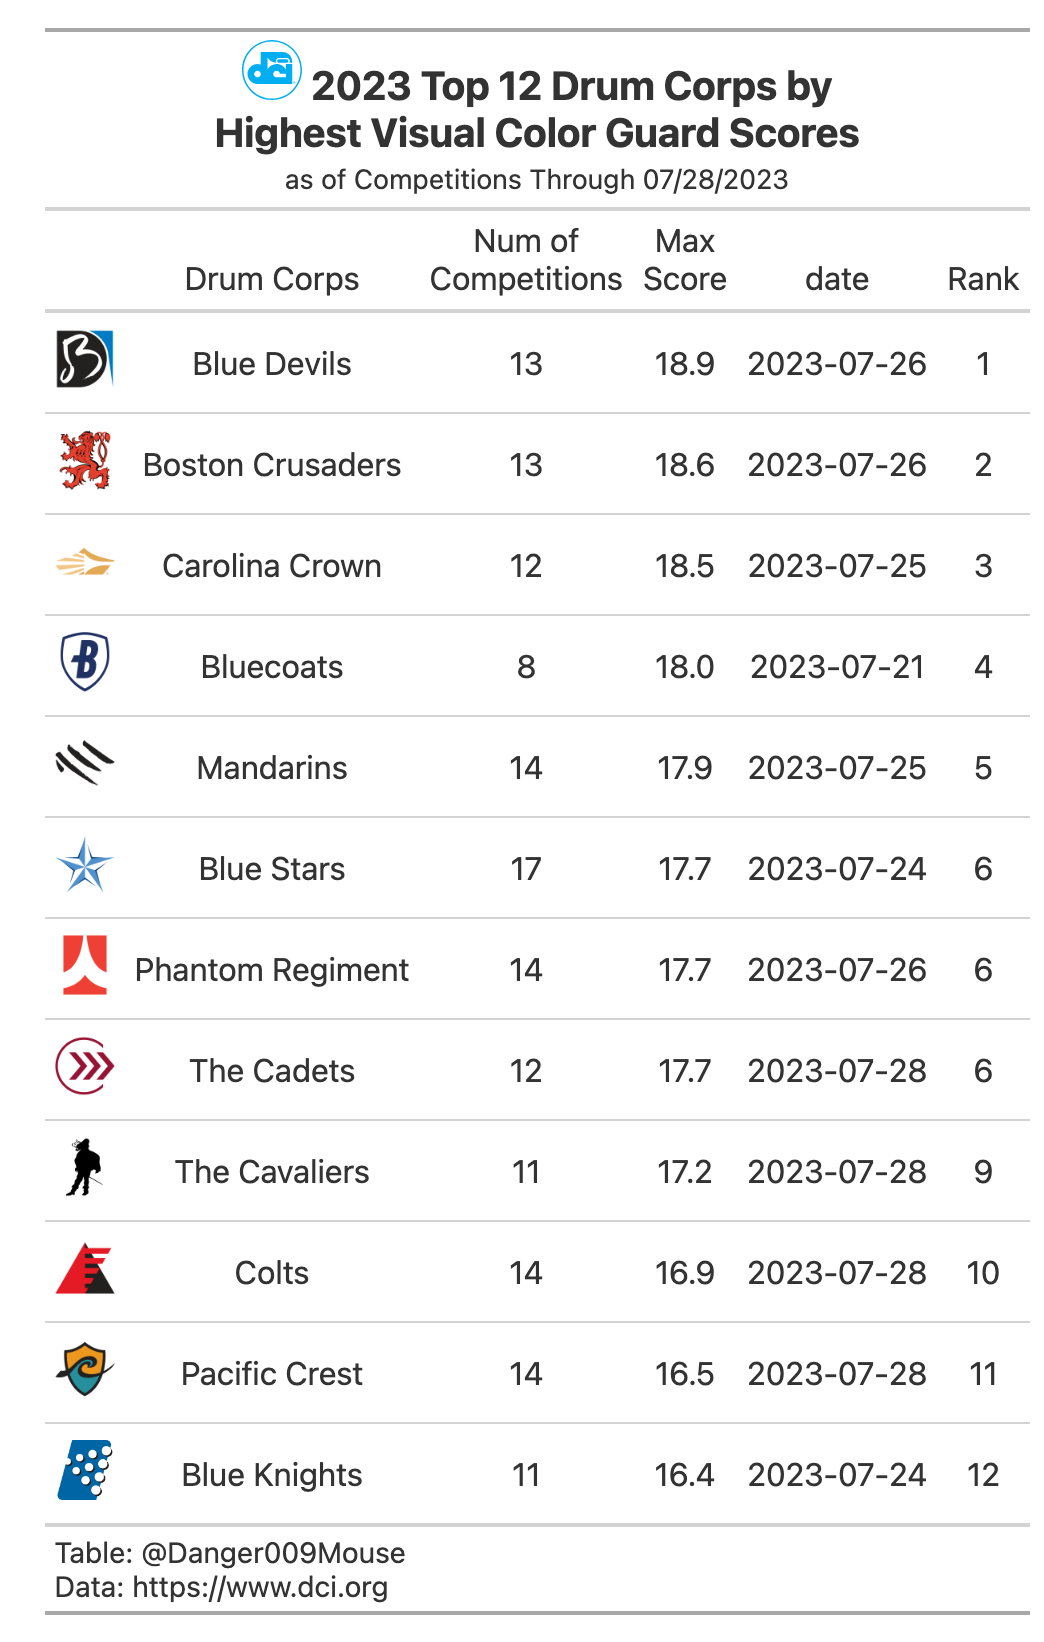 dci 2023 Top 12 Drum Corps by
Highest Visual Color Guard Scores
as of Competitions Through 07/28/2023
Drum Corps Num of Competitions Max Score date Rank
Blue Devils 13 18.9 2023-07-26 1
Boston Crusaders 13 18.6 2023-07-26 2
Carolina Crown 12 18.5 2023-07-25 3
Bluecoats 8 18.0 2023-07-21 4
Mandarins 14 17.9 2023-07-25 5
Blue Stars 17 17.7 2023-07-24 6
Phantom Regiment 14 17.7 2023-07-26 6
The Cadets 12 17.7 2023-07-28 6
The Cavaliers 11 17.2 2023-07-28 9
Colts 14 16.9 2023-07-28 10
Pacific Crest 14 16.5 2023-07-28 11
Blue Knights 11 16.4 2023-07-24 12
Table: @Danger009Mouse
Data: https://www.dci.org